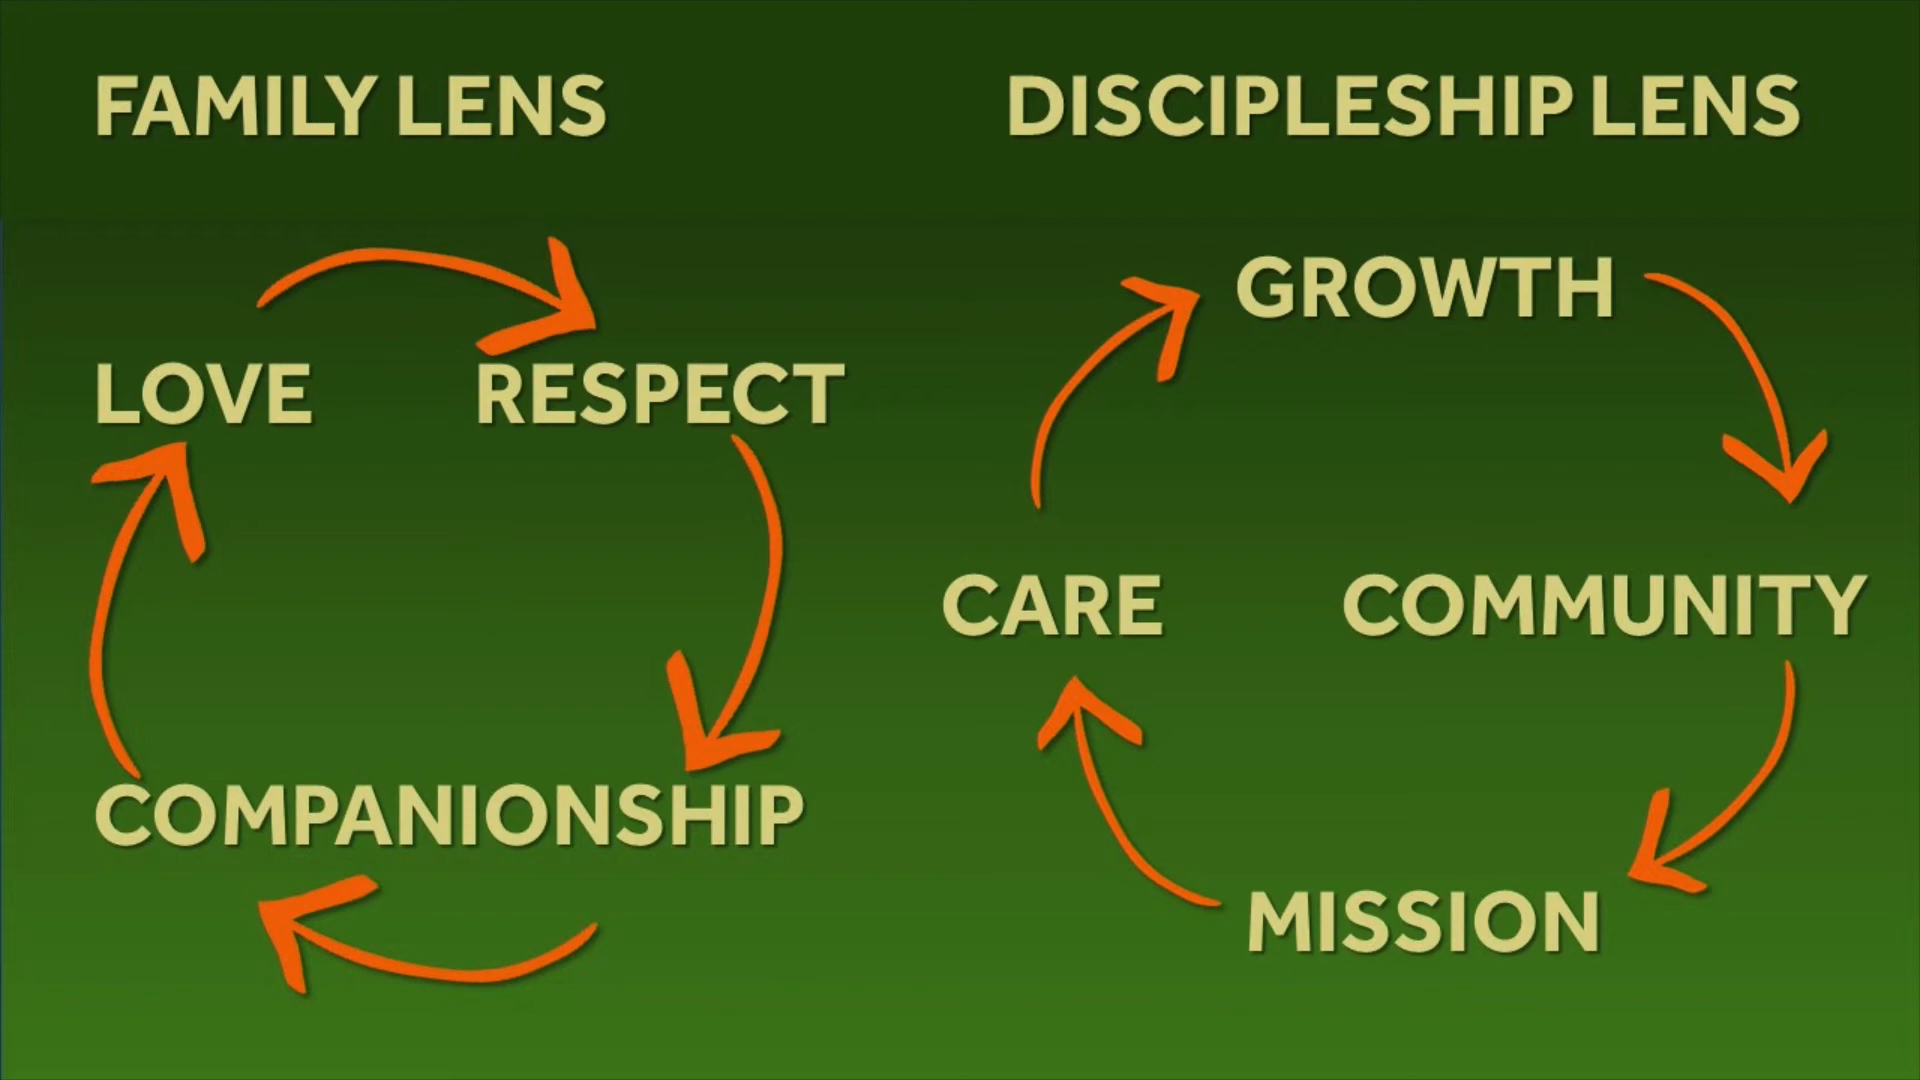 FAMILY LENS
LOVE
RESPECT
COMPANIONSHIP
DISCIPLESHIP LENS
GROWTH
CARE
COMMUNITY
MISSION